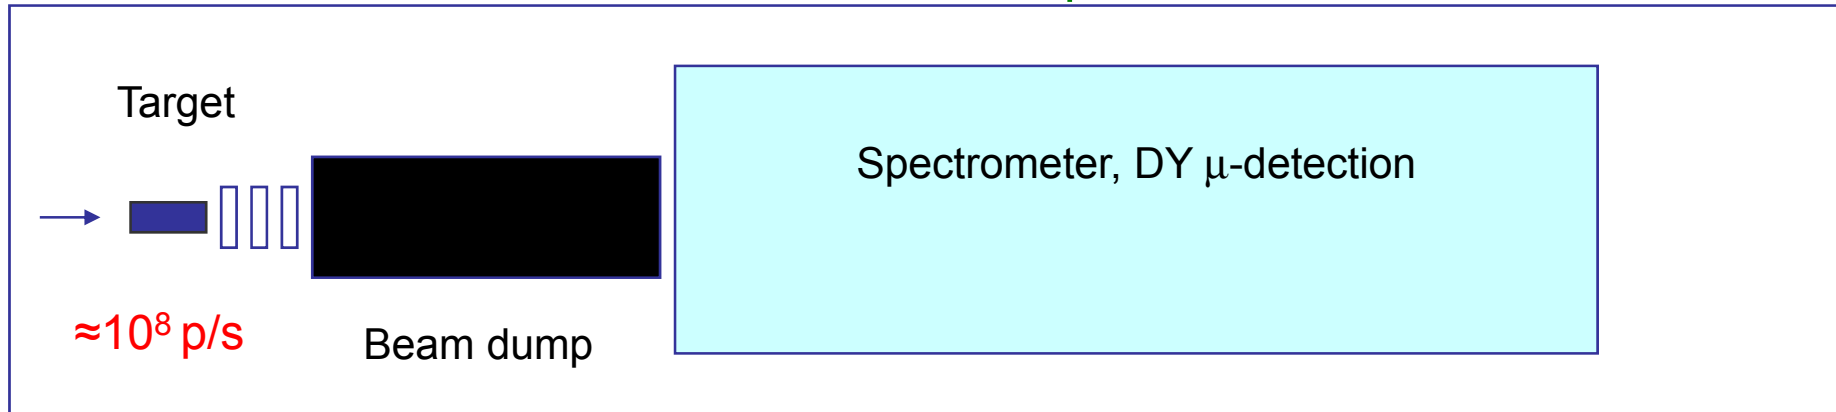 Target
Spectrometer, DY μ-detection
≈10⁸ p/s
Beam dump